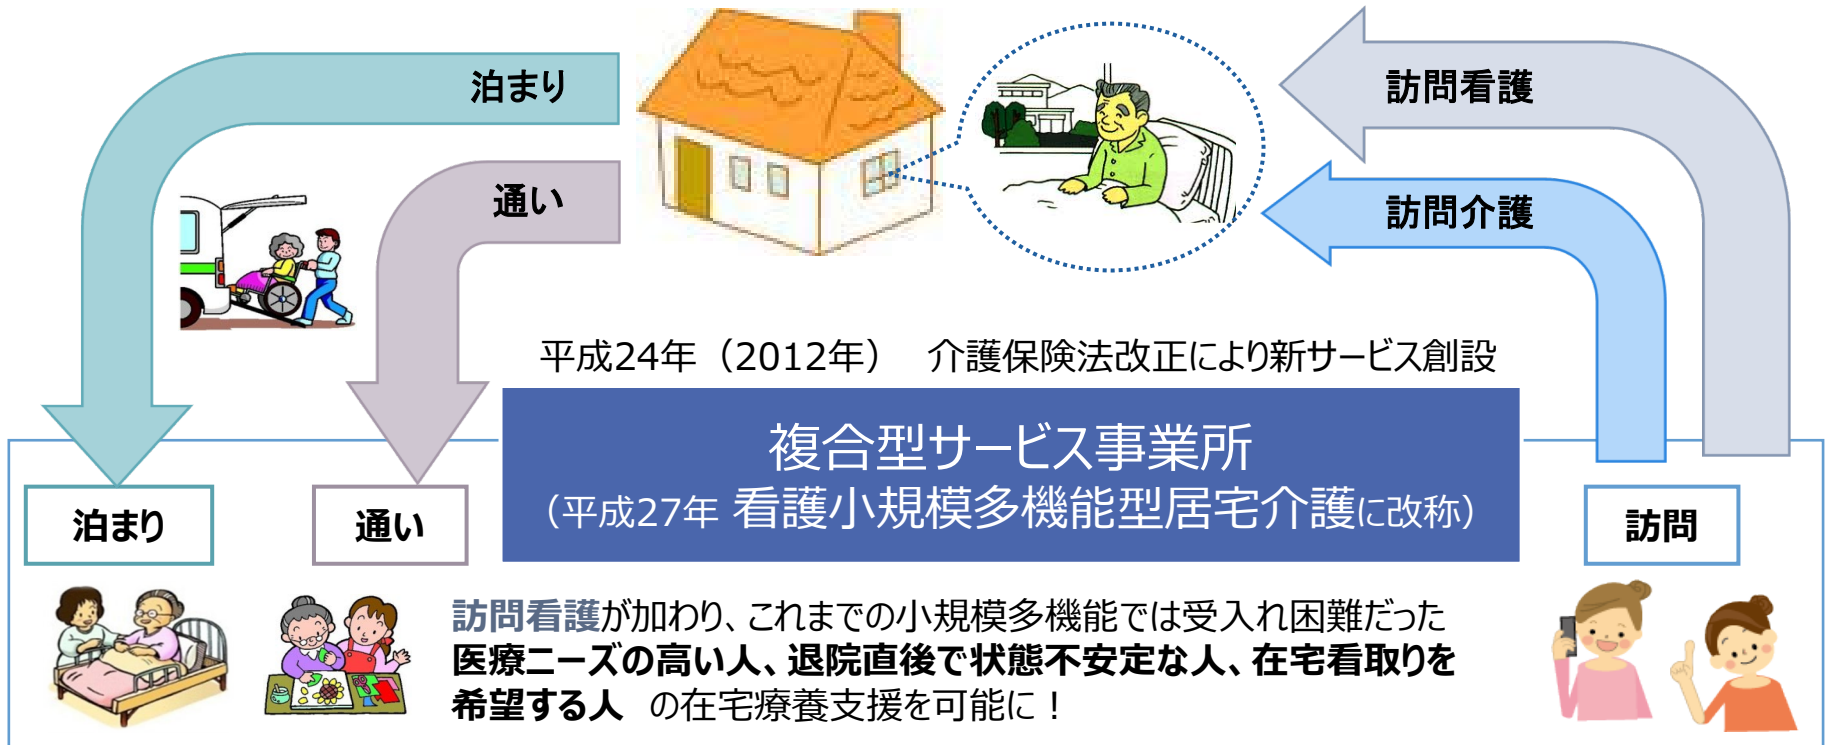 泊まり
訪問看護
通い
訪問介護
平成24年（2012年）　介護保険法改正により新サービス創設
複合型サービス事業所
（平成27年 看護小規模多機能型居宅介護に改称）
泊まり
通い
訪問
訪問看護が加わり、これまでの小規模多機能では受入れ困難だった
医療ニーズの高い人、退院直後で状態不安定な人、在宅看取りを
希望する人　の在宅療養支援を可能に！